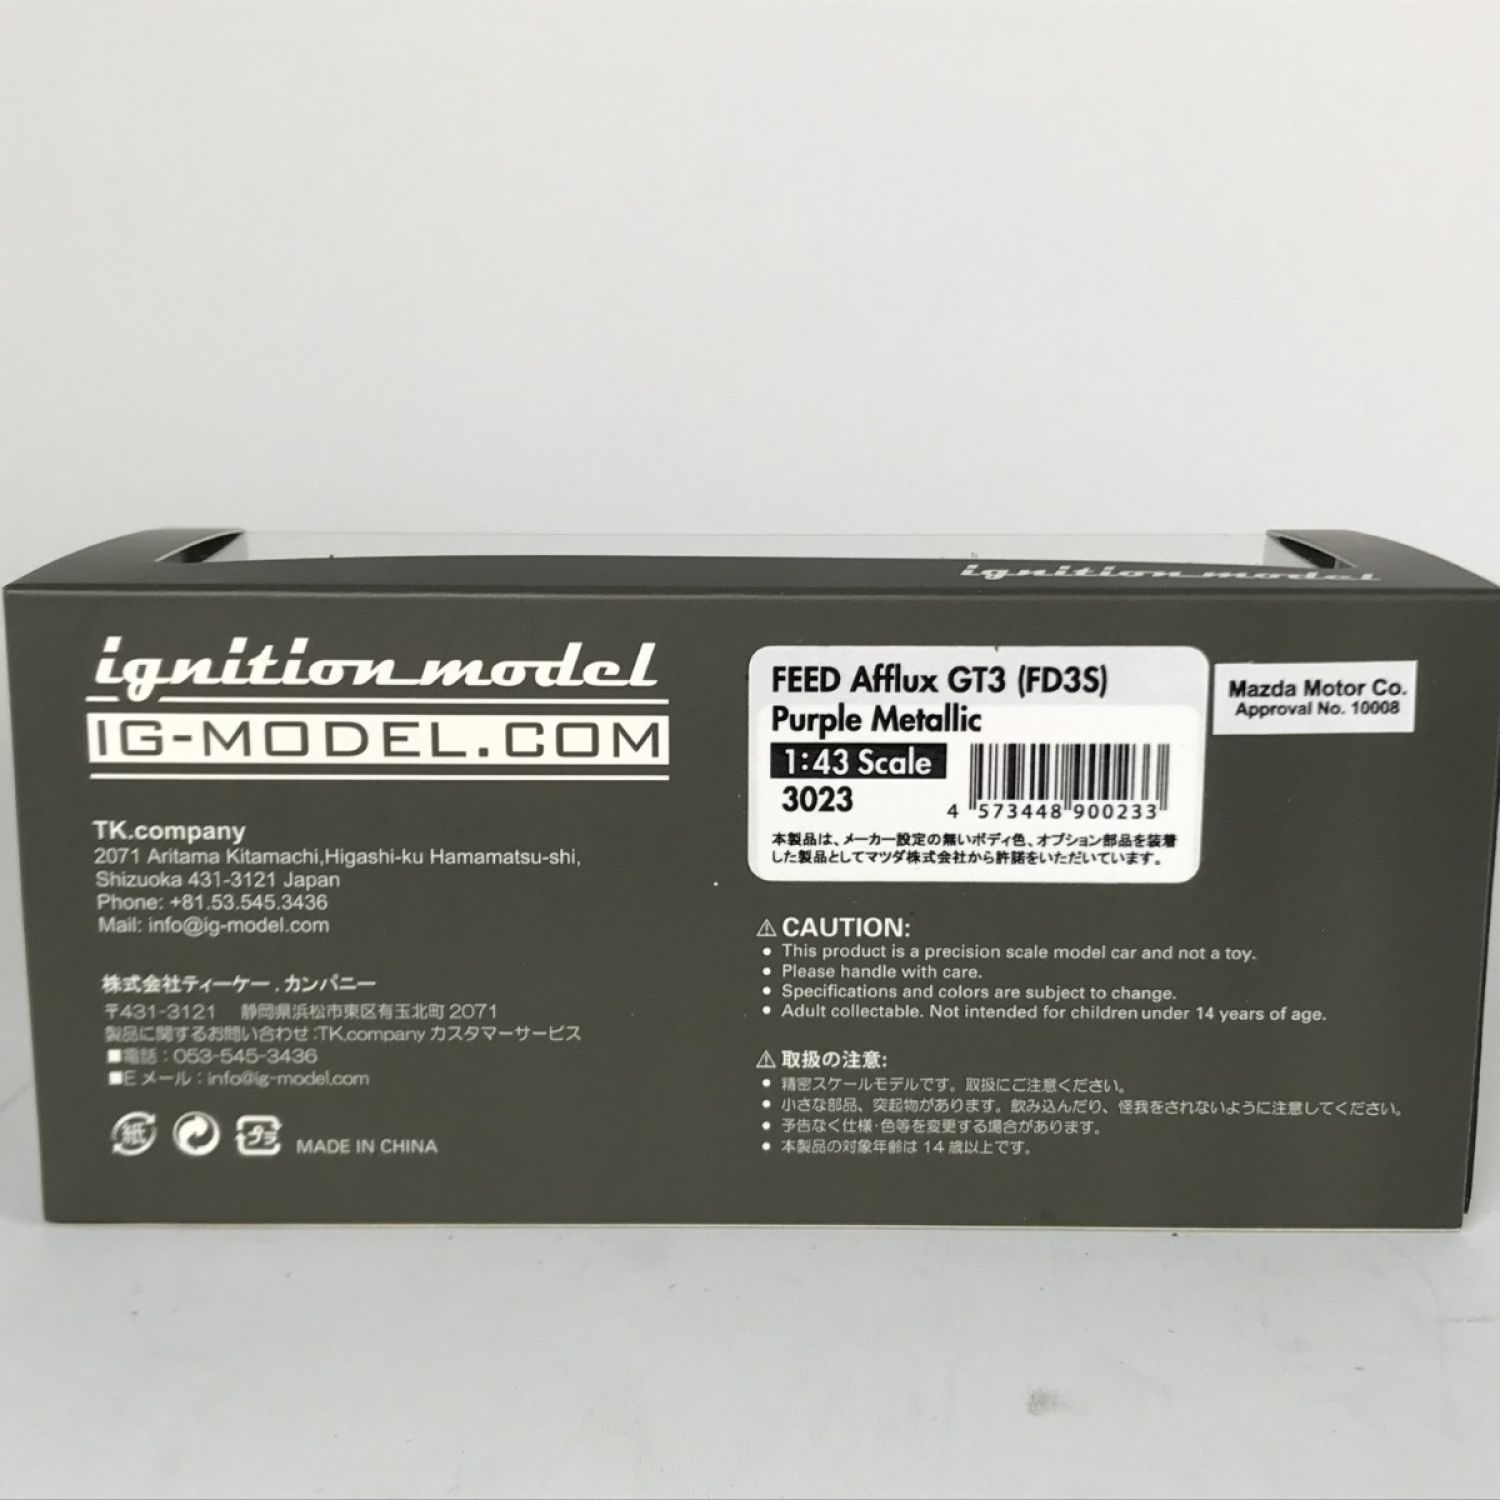 ignition model
ignition model
IG-MODEL.COM
TK.company
2071 Aritama Kitamachi,Higashi-ku Hamamatsu-shi,
Shizuoka 431-3121 Japan
Phone: +81.53.545.3436
Mail: info@ig-model.com
株式会社ティーケー．カンパニー
〒431-3121 静岡県浜松市東区有玉北町 2071
製品に関するお問い合わせ:TK.company カスタマーサービス
■電話：053-545-3436
■E メール：info@ig-model.com
紙 プラ MADE IN CHINA
FEED Afflux GT3 (FD3S)
Purple Metallic
1:43 Scale
3023
4 573448 900233
本製品は、メーカー設定の無いボディ色、オプション部品を装着
した製品としてマツダ株式会社から許諾をいただいています。
Mazda Motor Co.
Approval No. 10008
⚠ CAUTION:
• This product is a precision scale model car and not a toy.
• Please handle with care.
• Specifications and colors are subject to change.
• Adult collectable. Not intended for children under 14 years of age.
⚠ 取扱の注意:
• 精密スケールモデルです。取扱にご注意ください。
• 小さな部品、突起物があります。飲み込んだり、怪我をされないように注意してください。
• 予告なく仕様・色等を変更する場合があります。
• 本製品の対象年齢は 14 歳以上です。